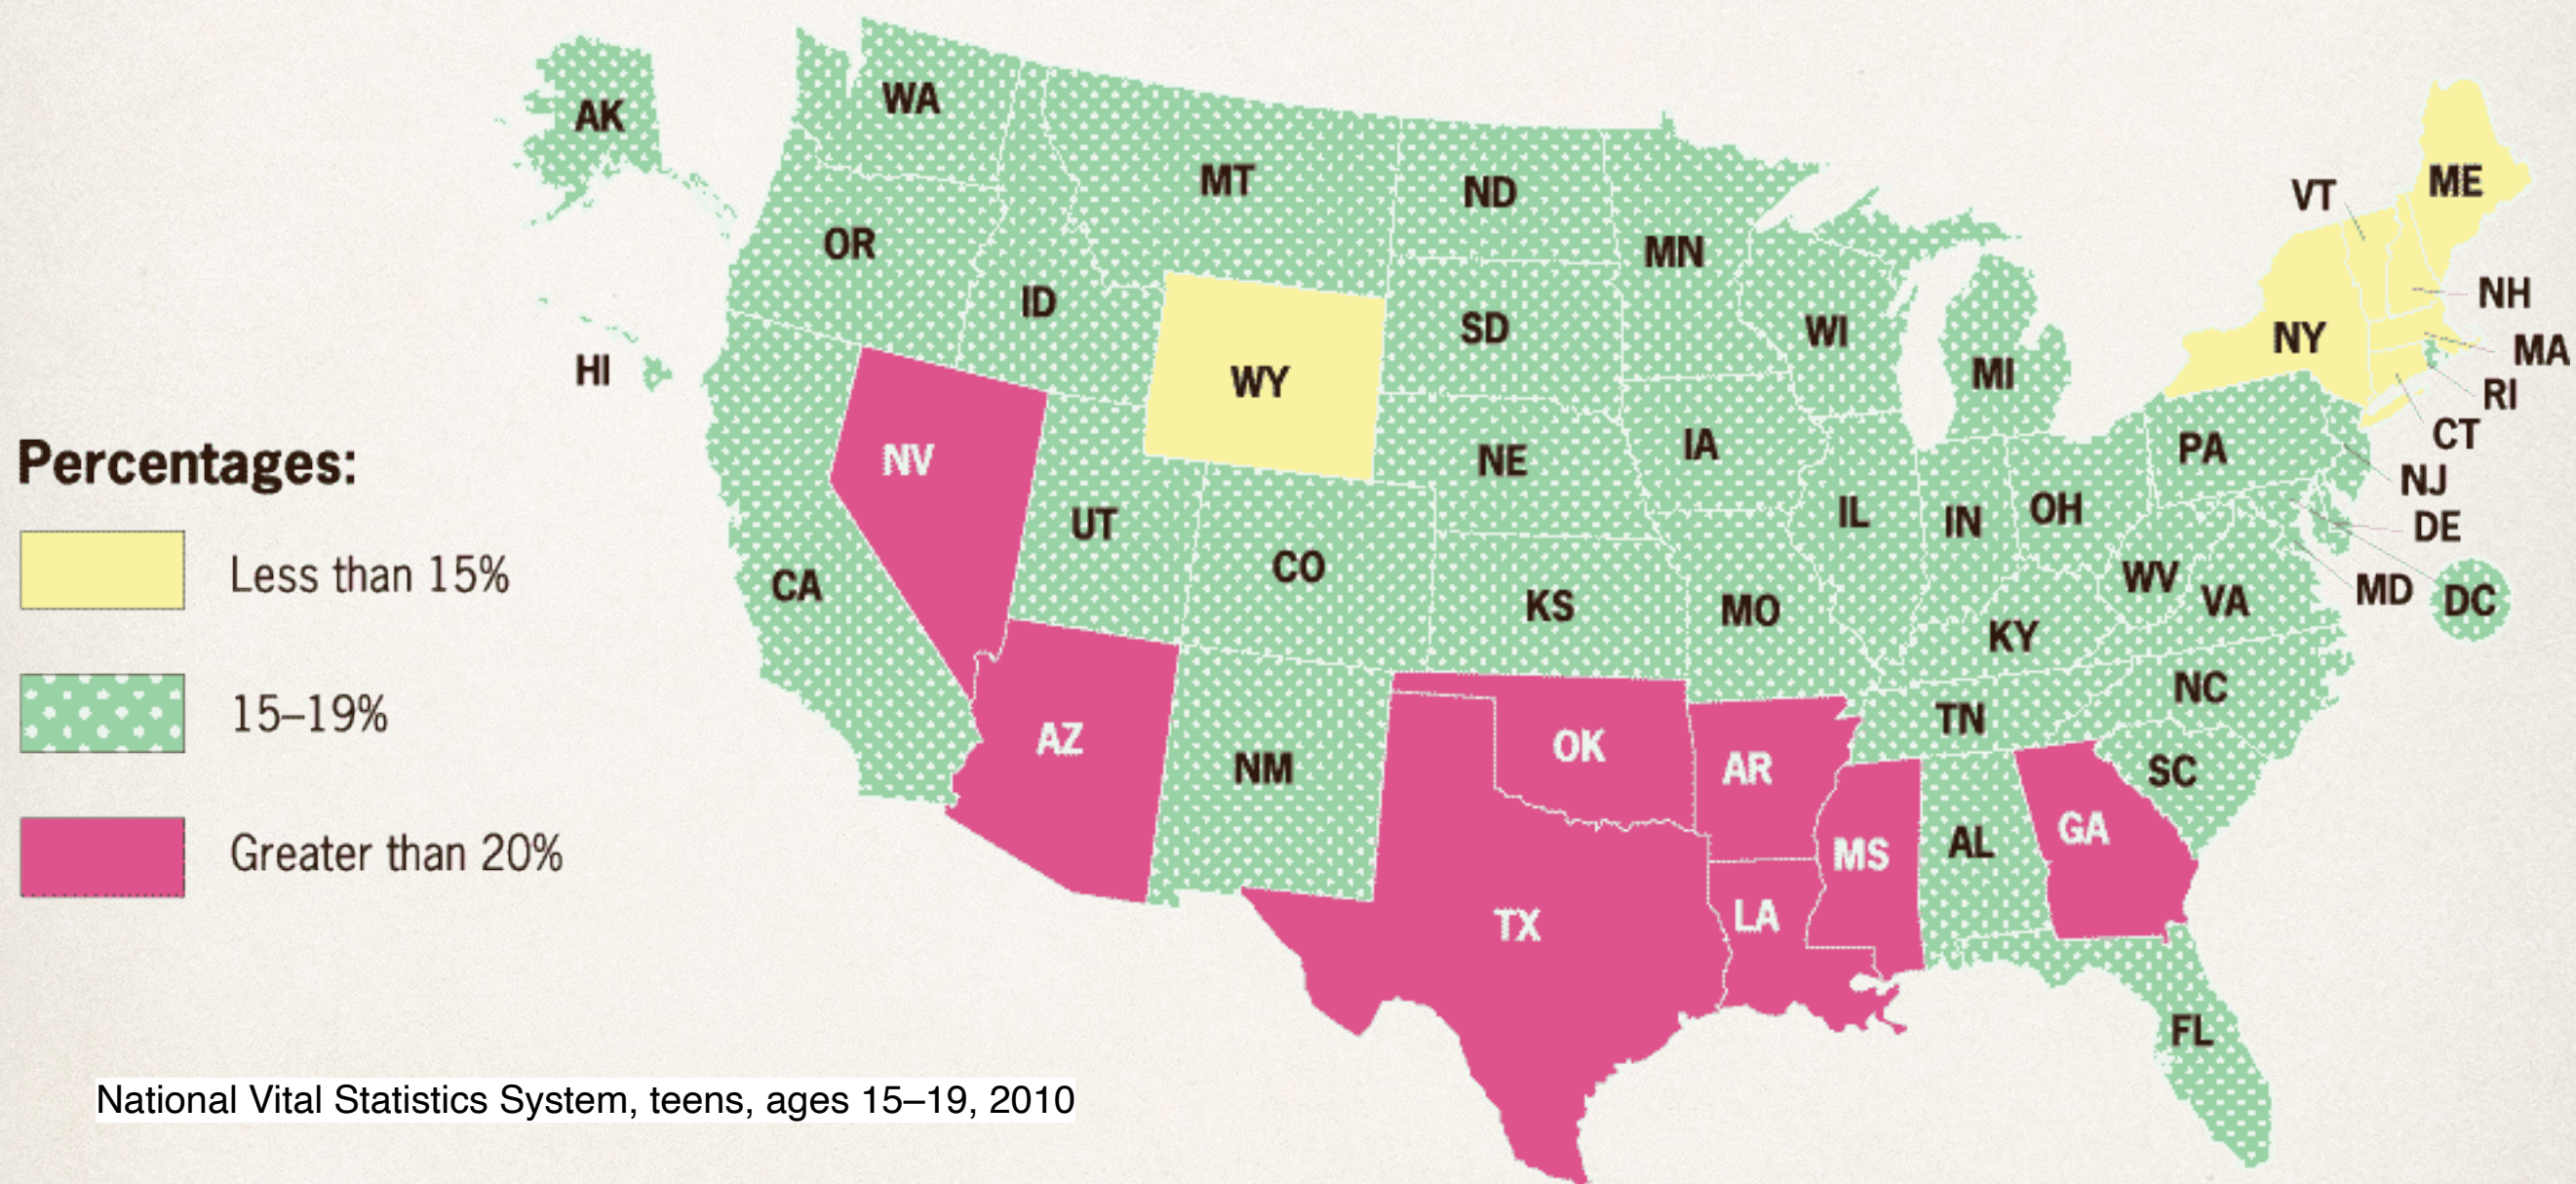 AK
WA
MT
ND
VT
ME
OR
MN
ID
NH
SD
WI
NY
MA
HI
WY
MI
RI
CT
Percentages:
NV
IA
PA
NE
NJ
UT
IL
IN
OH
DE
Less than 15%
CO
CA
KS
MO
WV
VA
MD
DC
KY
15–19%
NC
TN
AZ
OK
NM
AR
SC
Greater than 20%
MS
AL
GA
TX
LA
FL
National Vital Statistics System, teens, ages 15–19, 2010